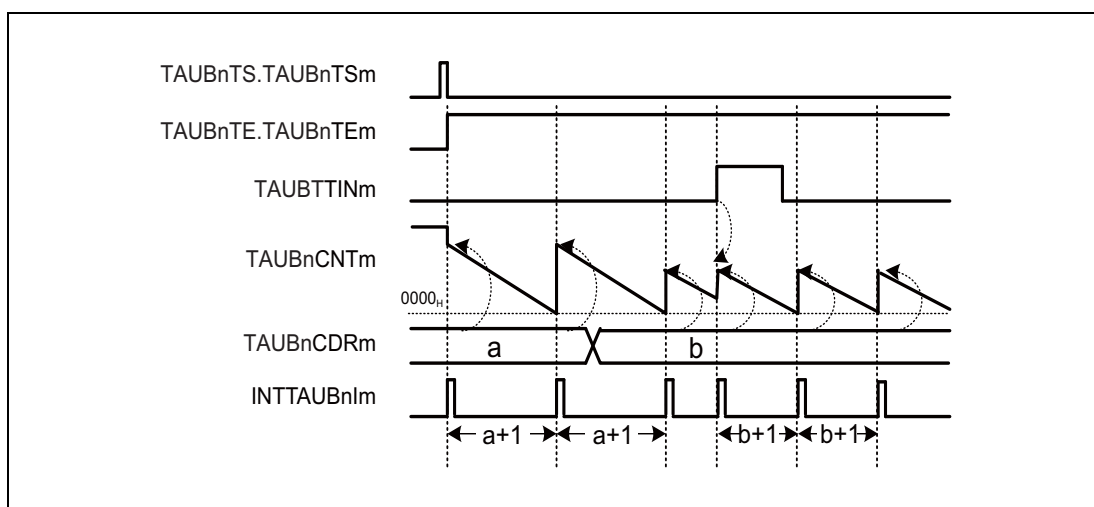 TAUBnTS.TAUBnTSm
TAUBnTE.TAUBnTEm
TAUBTTINm
TAUBnCNTm
0000H
TAUBnCDRm
a
b
INTTAUBnIm
a+1
a+1
b+1
b+1